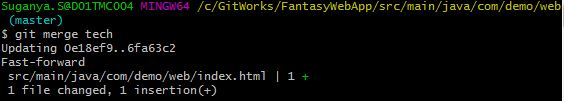 Suganya.S@DO1TMC004 MINGW64 /c/GitWorks/FantasyWebApp/src/main/java/com/demo/web
(master)
$ git merge tech
Updating 0e18ef9..6fa63c2
Fast-forward
src/main/java/com/demo/web/index.html | 1 +
1 file changed, 1 insertion(+)